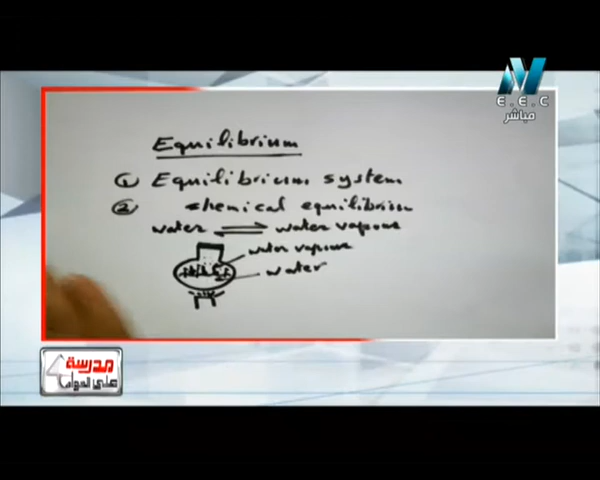 E.E.C
مباشر
Equilibrium
① Equilibrium system
② chemical equilibrium
water ⇌ water vapour
water vapour
water
مدرسة
على الهواء